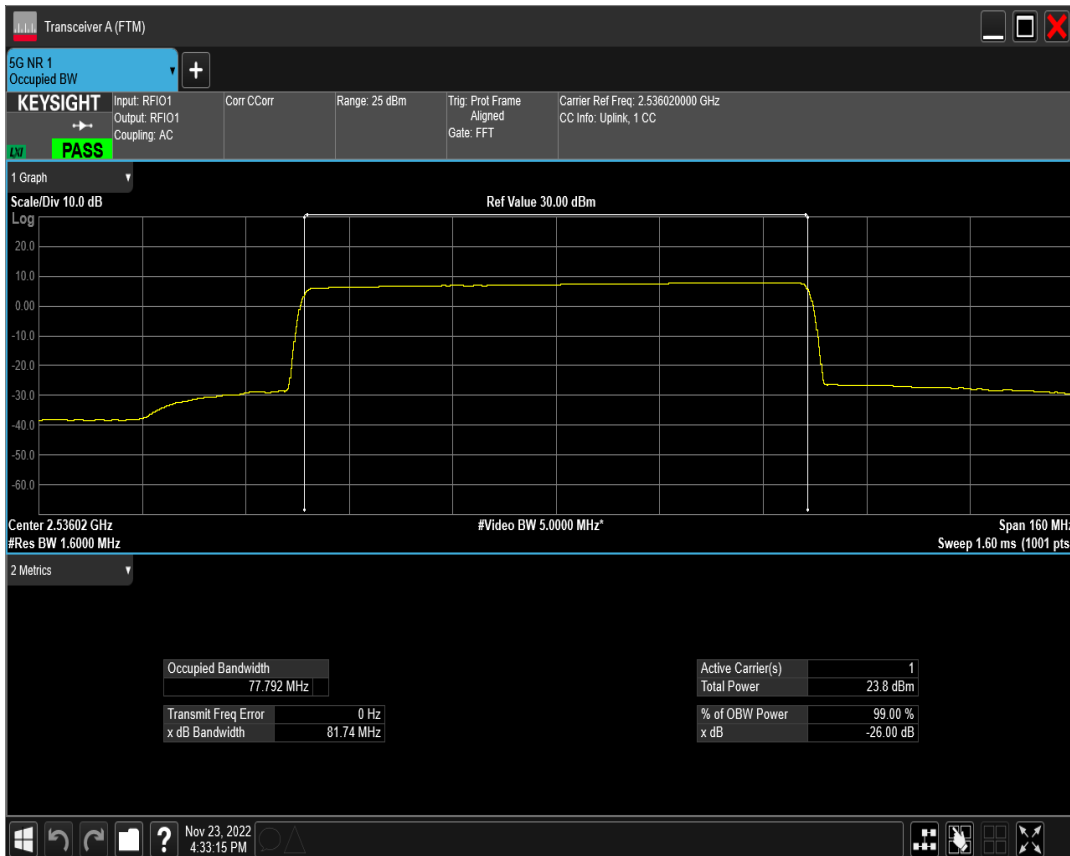 Transceiver A (FTM)
5G NR 1
Occupied BW
+
KEYSIGHT
LXI
PASS
Input: RFIO1
Output: RFIO1
Coupling: AC
Corr CCorr
Range: 25 dBm
Trig: Prot Frame
Aligned
Gate: FFT
Carrier Ref Freq: 2.536020000 GHz
CC Info: Uplink, 1 CC
1 Graph
Scale/Div 10.0 dB
Ref Value 30.00 dBm
Log
20.0
10.0
0.00
-10.0
-20.0
-30.0
-40.0
-50.0
-60.0
Center 2.53602 GHz
#Video BW 5.0000 MHz*
Span 160 MHz
#Res BW 1.6000 MHz
Sweep 1.60 ms (1001 pts
2 Metrics
Occupied Bandwidth
77.792 MHz
Transmit Freq Error 0 Hz
x dB Bandwidth 81.74 MHz
Active Carrier(s) 1
Total Power 23.8 dBm
% of OBW Power 99.00 %
x dB -26.00 dB
?
Nov 23, 2022
4:33:15 PM